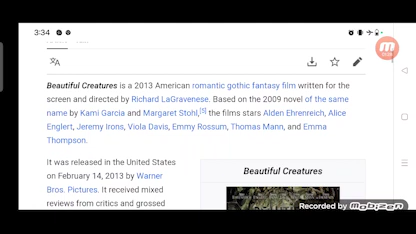 3:34
Beautiful Creatures is a 2013 American romantic gothic fantasy film written for the
screen and directed by Richard LaGravenese. Based on the 2009 novel of the same
name by Kami Garcia and Margaret Stohl,[5] the films stars Alden Ehrenreich, Alice
Englert, Jeremy Irons, Viola Davis, Emmy Rossum, Thomas Mann, and Emma
Thompson.
It was released in the United States
on February 14, 2013 by Warner
Bros. Pictures. It received mixed
reviews from critics and grossed
Beautiful Creatures
Recorded by Mobizen